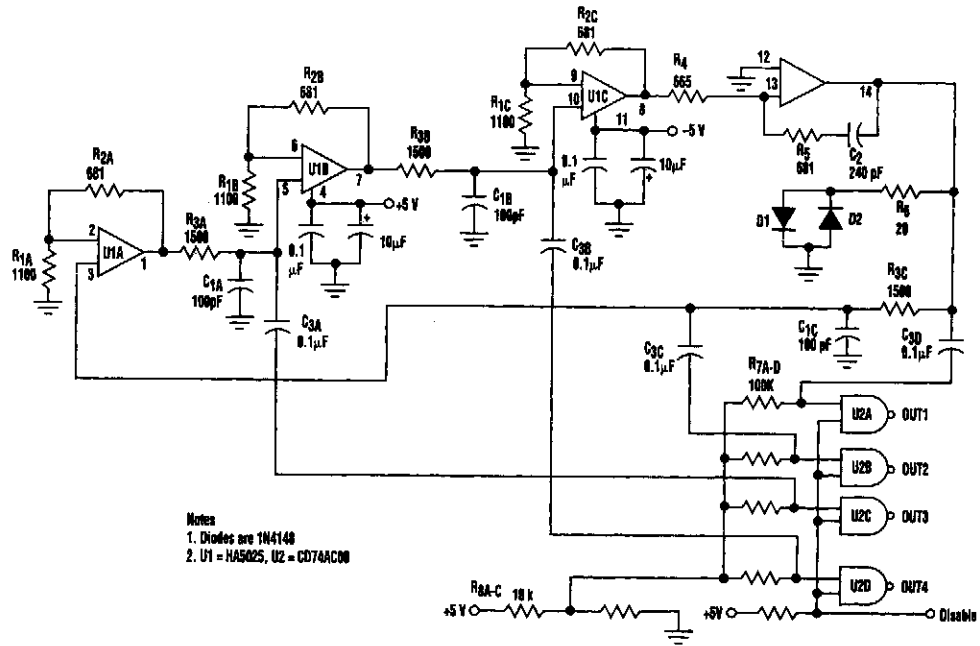 R2C
681
R2B
681
R4
665
12
13
14
9
10
U1C
8
R1C
1100
11
–5 V
R2A
681
6
5
U1B
7
4
R3B
1500
R5
681
C2
240 pF
0.1
µF
10µF
+
R1B
1100
+5 V
C1B
100pF
D1
D2
R6
20
R3A
1500
2
3
U1A
1
0.1
µF
+
10µF
R1A
1100
C1A
100pF
C3B
0.1µF
R3C
1500
C3A
0.1µF
C3C
0.1µF
C1C
100 pF
C3D
0.1µF
R7A-D
100K
U2A
OUT1
U2B
OUT2
U2C
OUT3
Notes
1. Diodes are 1N4148
2. U1 = HA5025, U2 = CD74AC00
U2D
OUT4
R8A-C
10 k
+5 V
+5V
Disable